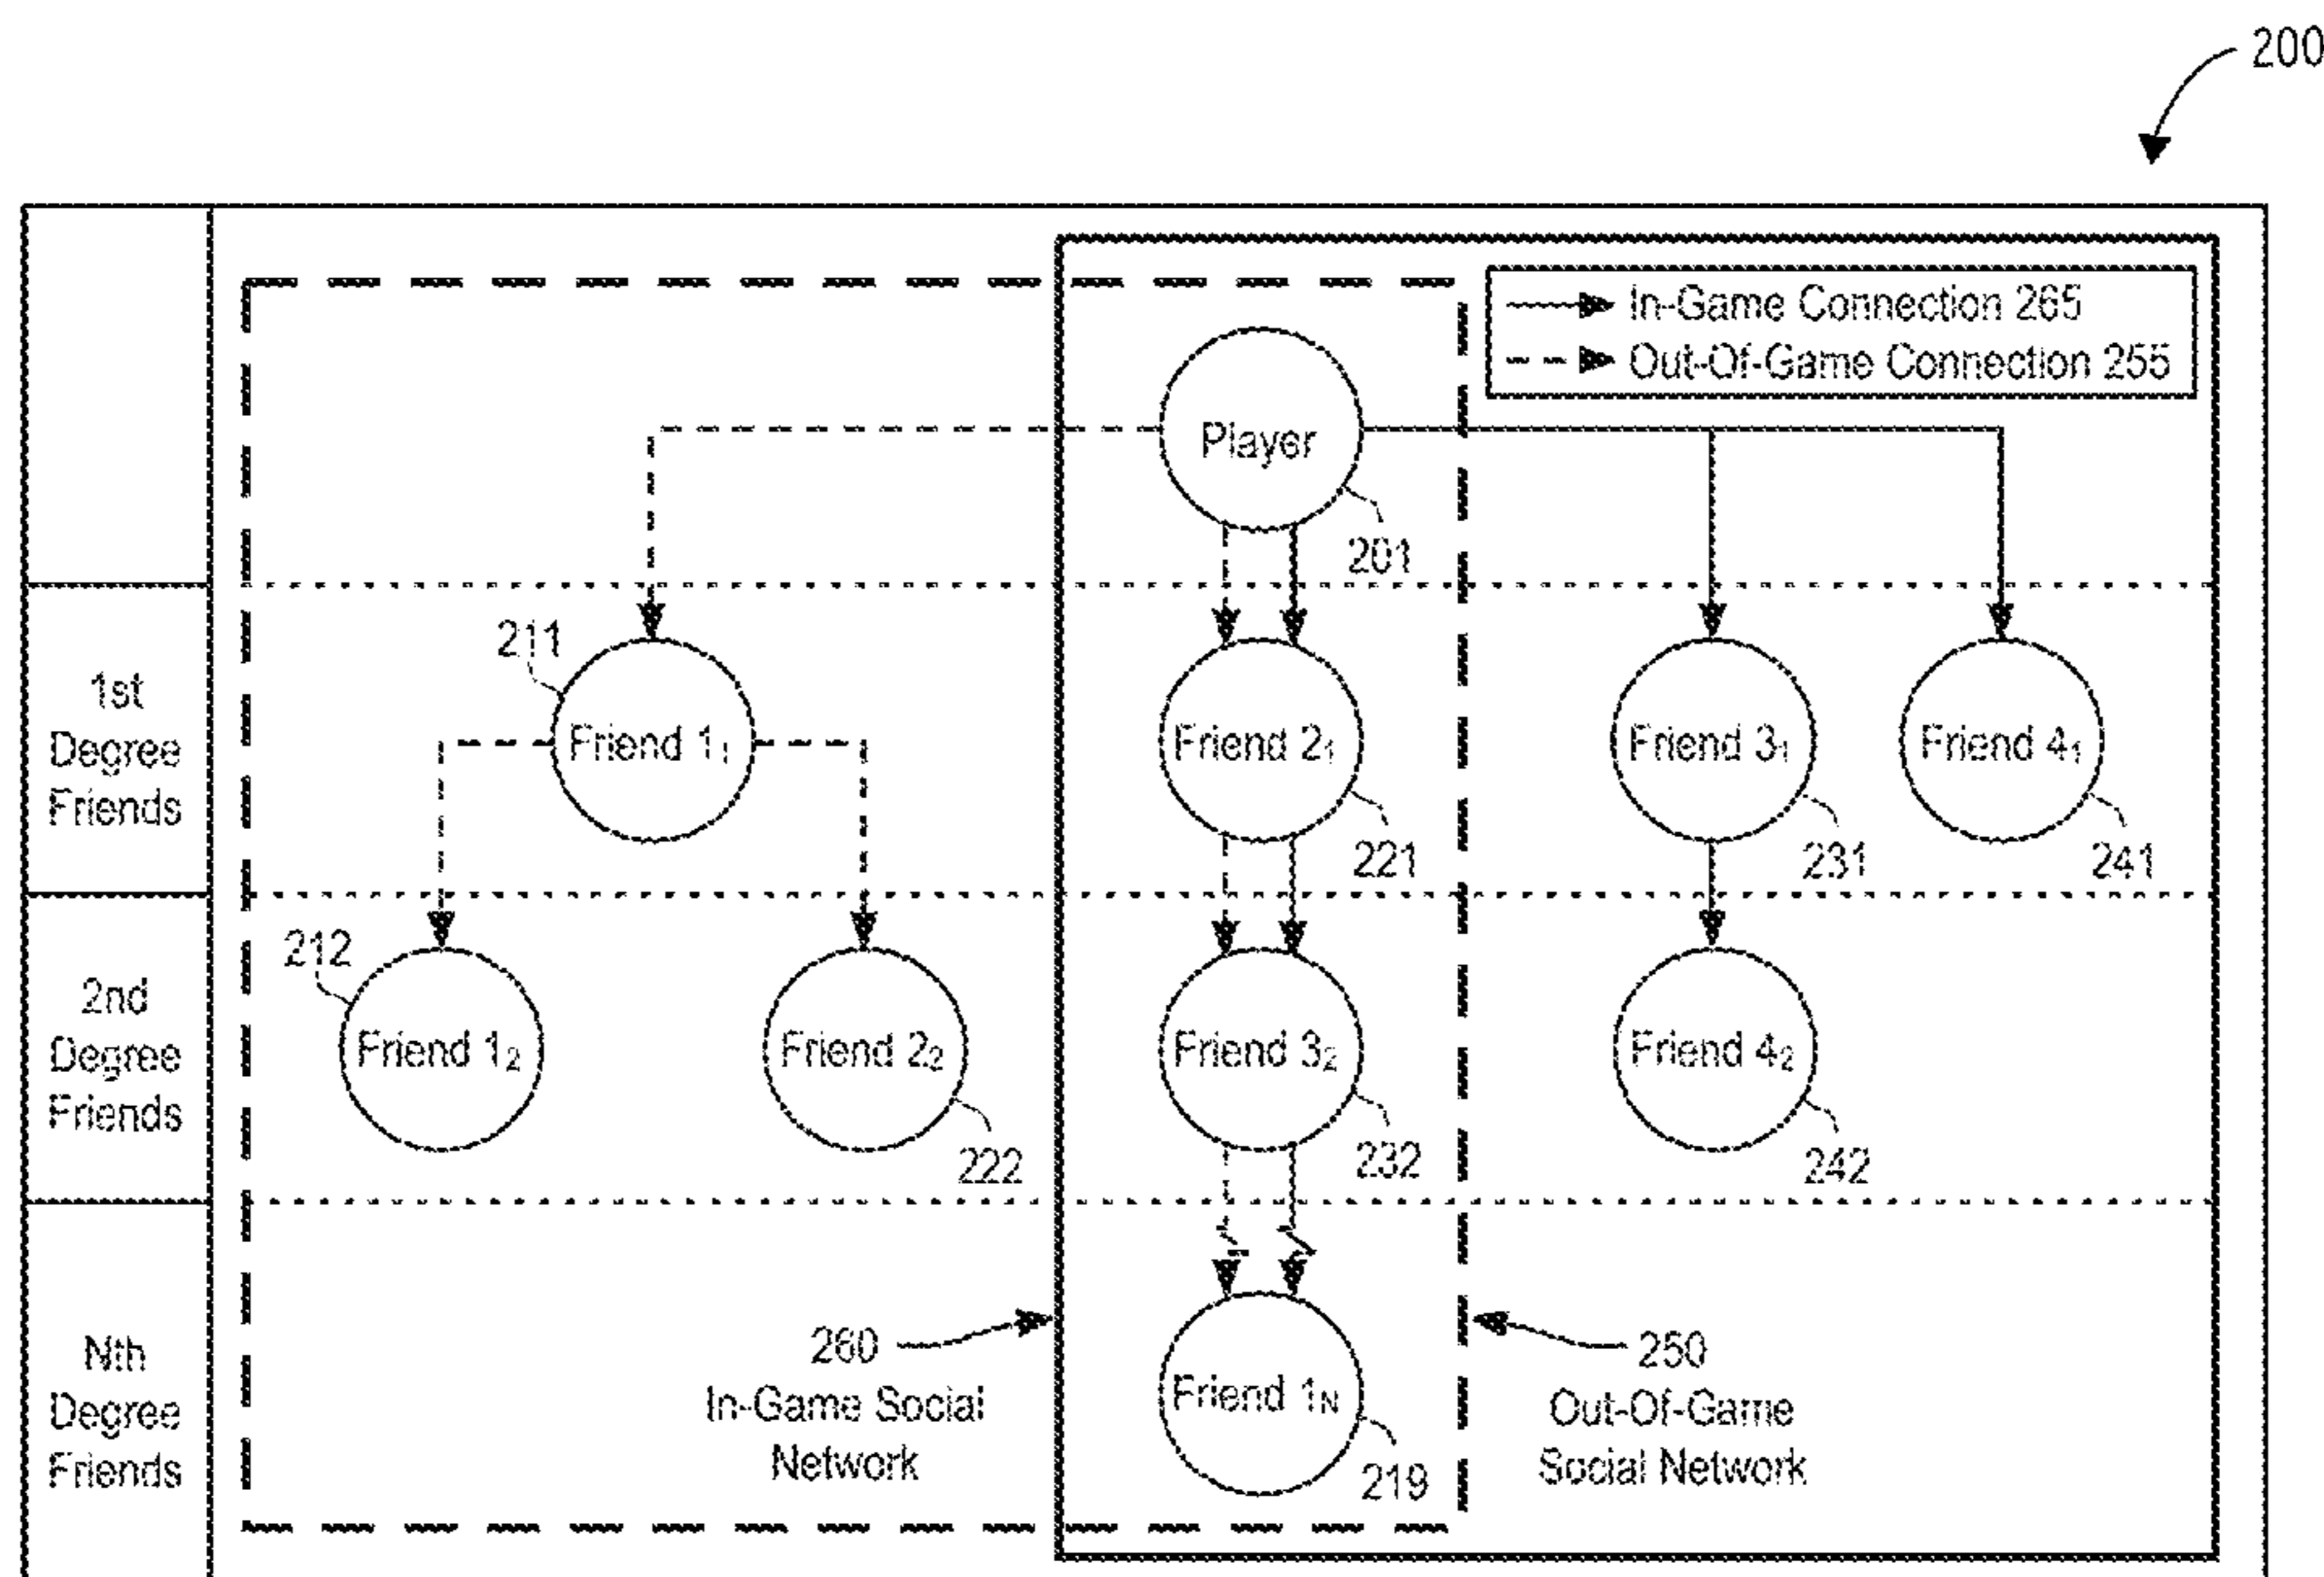 200
In-Game Connection 265
Out-Of-Game Connection 255
Player
201
1st
Degree
Friends
211
Friend 1₁
Friend 2₁
221
Friend 3₁
231
Friend 4₁
241
2nd
Degree
Friends
212
Friend 1₂
Friend 2₂
222
Friend 3₂
232
Friend 4₂
242
Nth
Degree
Friends
260
In-Game Social
Network
Friend 1N
219
250
Out-Of-Game
Social Network